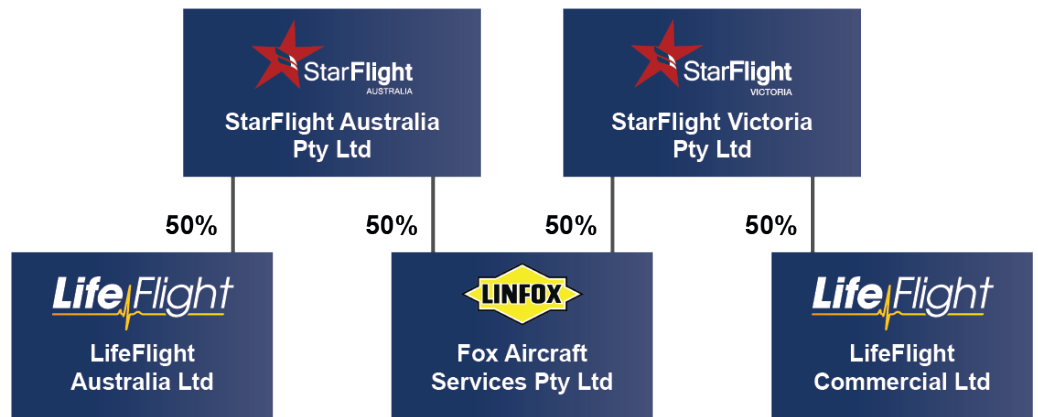 StarFlight
AUSTRALIA
StarFlight Australia
Pty Ltd
StarFlight
VICTORIA
StarFlight Victoria
Pty Ltd
50%
50%
50%
50%
LifeFlight
LifeFlight
Australia Ltd
LINFOX
Fox Aircraft
Services Pty Ltd
LifeFlight
LifeFlight
Commercial Ltd